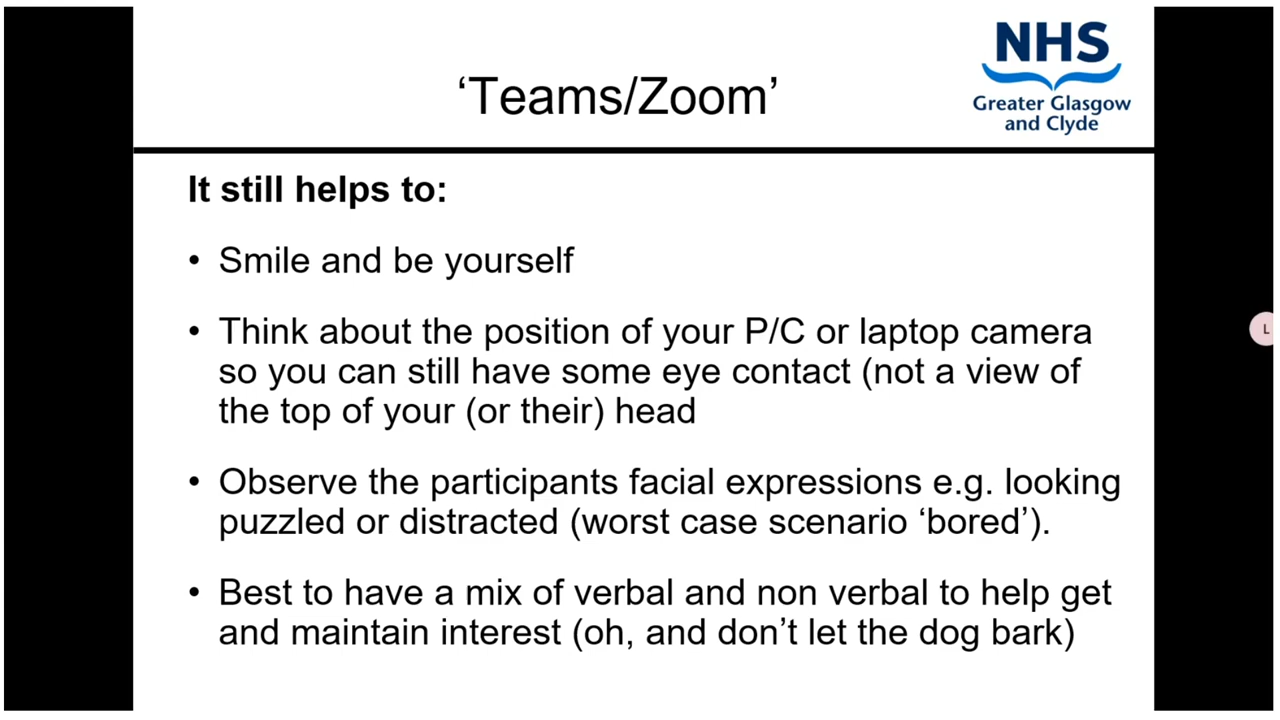 NHS
Greater Glasgow
and Clyde
‘Teams/Zoom’
It still helps to:
• Smile and be yourself
• Think about the position of your P/C or laptop camera
so you can still have some eye contact (not a view of
the top of your (or their) head
• Observe the participants facial expressions e.g. looking
puzzled or distracted (worst case scenario ‘bored’).
• Best to have a mix of verbal and non verbal to help get
and maintain interest (oh, and don’t let the dog bark)
L